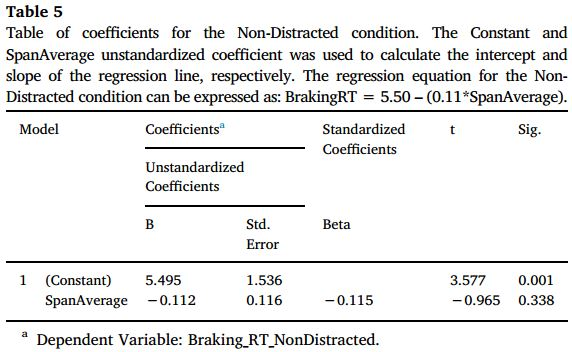 Table 5
Table of coefficients for the Non-Distracted condition. The Constant and
SpanAverage unstandardized coefficient was used to calculate the intercept and
slope of the regression line, respectively. The regression equation for the Non-
Distracted condition can be expressed as: BrakingRT = 5.50 – (0.11*SpanAverage).
Model Coefficientsᵃ Standardized t Sig.
Coefficients
Unstandardized
Coefficients
B Std. Beta
Error
1 (Constant) 5.495 1.536 3.577 0.001
SpanAverage −0.112 0.116 −0.115 −0.965 0.338
ᵃ Dependent Variable: Braking_RT_NonDistracted.